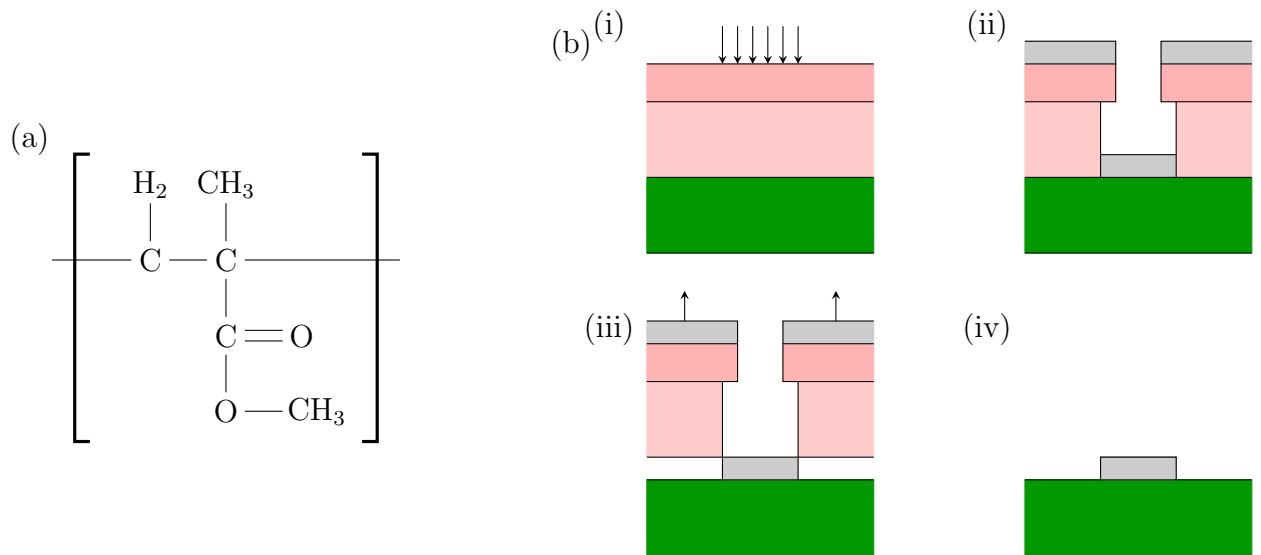 (a)
H₂ CH₃
C C
C O
O CH₃
(b) (i)
(ii)
(iii)
(iv)